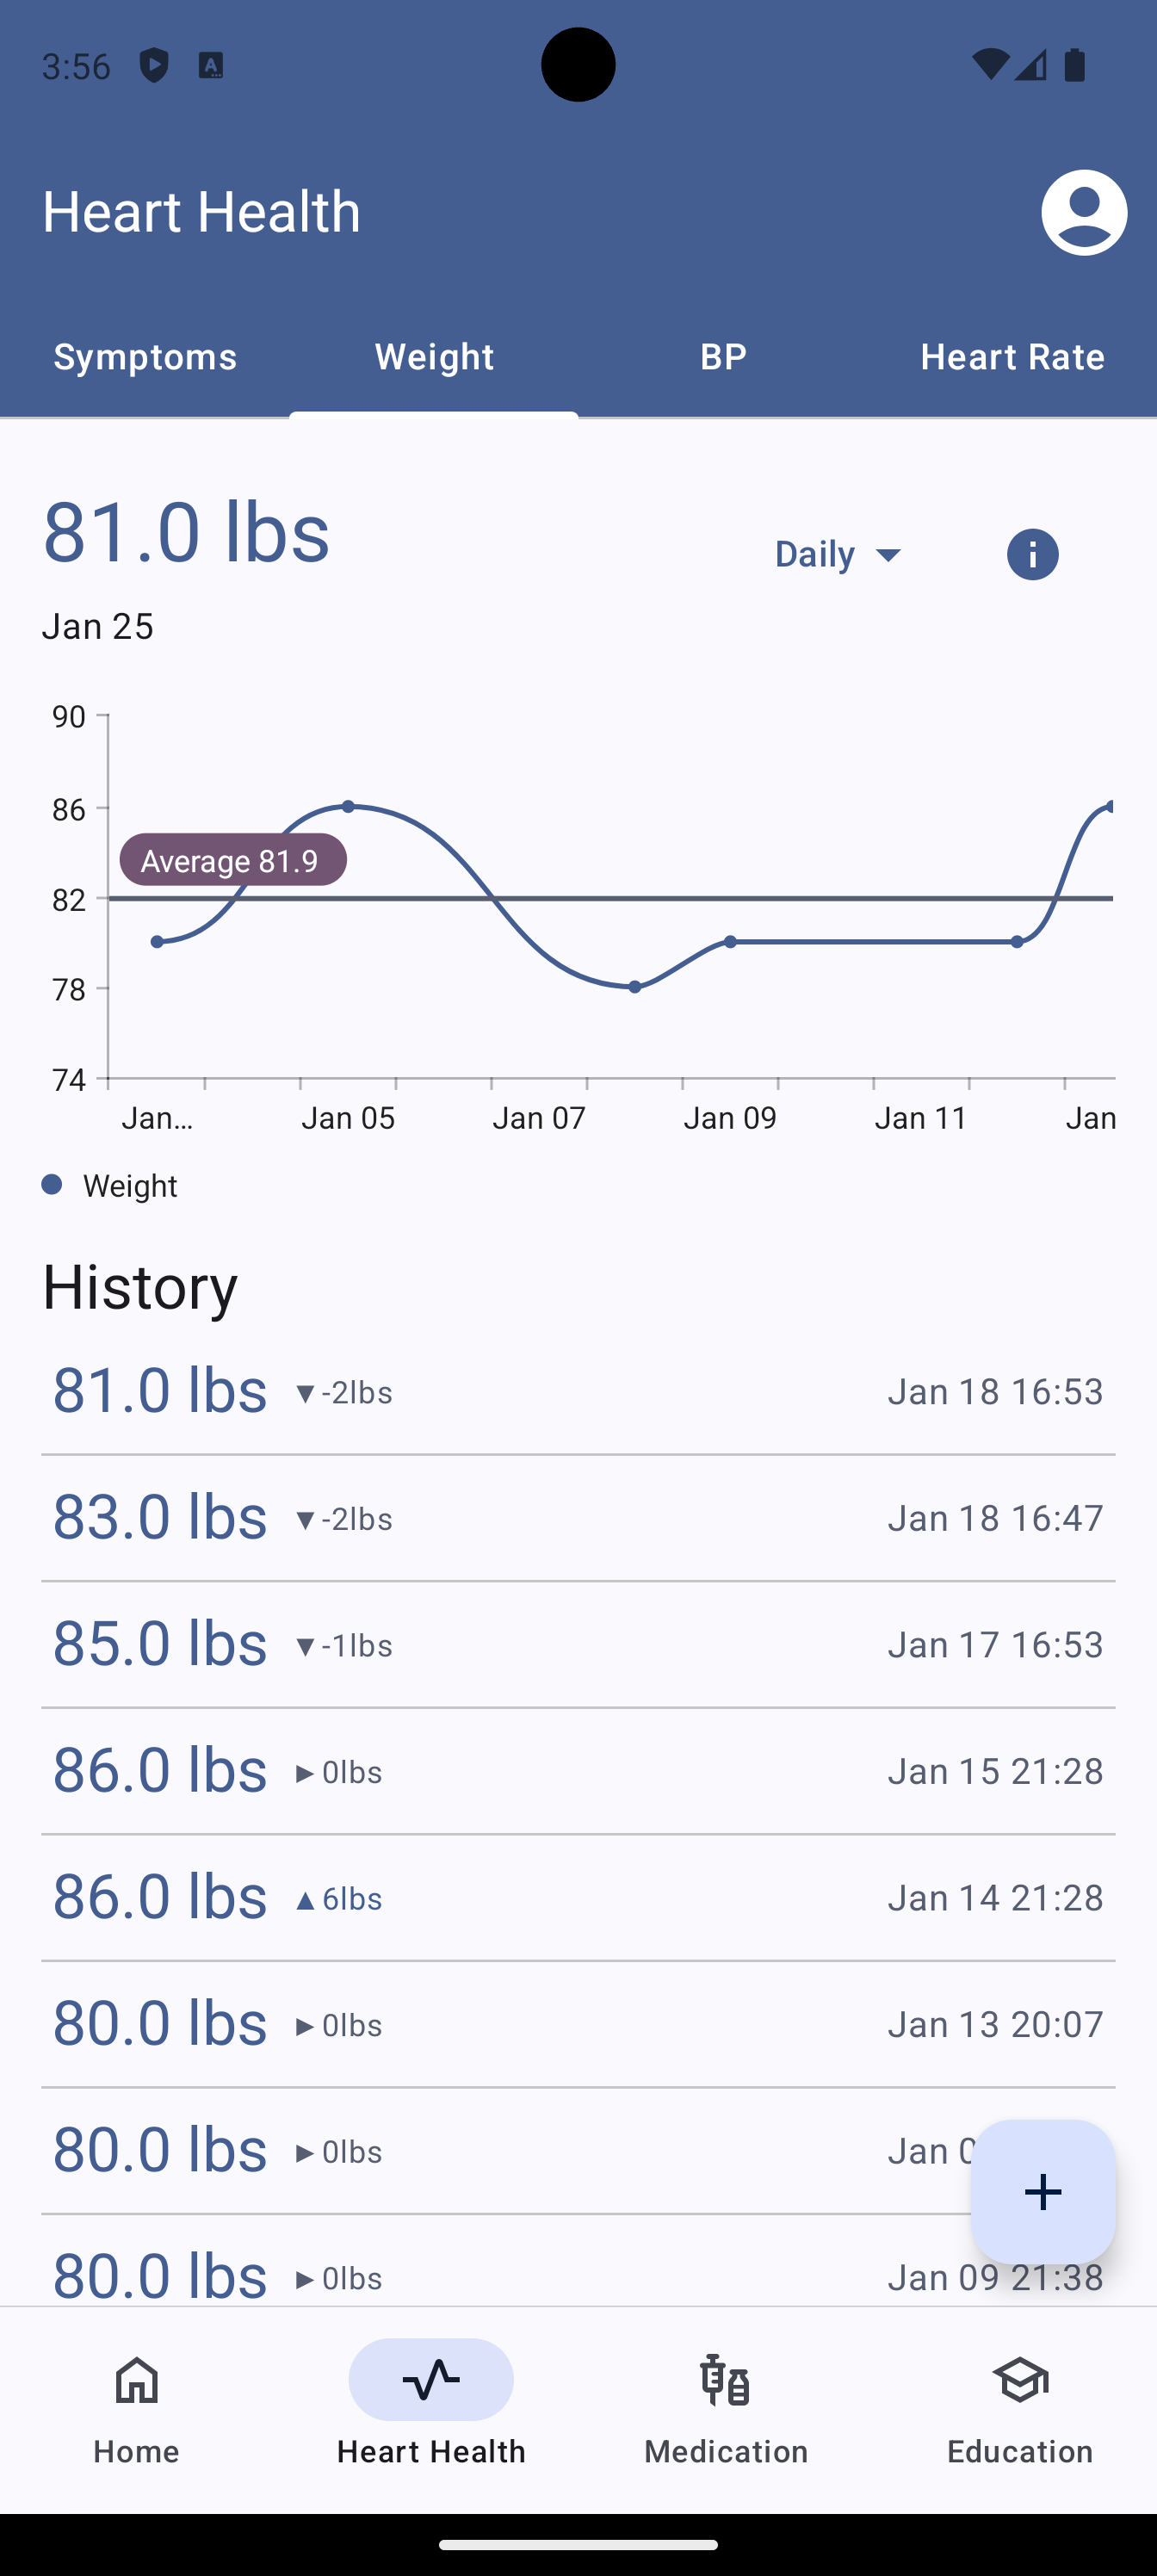 3:56
Heart Health
Symptoms Weight BP Heart Rate
81.0 lbs
Daily
Jan 25
90
86
Average 81.9
82
78
74
Jan… Jan 05 Jan 07 Jan 09 Jan 11 Jan
Weight
History
81.0 lbs ▼ -2lbs Jan 18 16:53
83.0 lbs ▼ -2lbs Jan 18 16:47
85.0 lbs ▼ -1lbs Jan 17 16:53
86.0 lbs ► 0lbs Jan 15 21:28
86.0 lbs ▲ 6lbs Jan 14 21:28
80.0 lbs ► 0lbs Jan 13 20:07
80.0 lbs ► 0lbs Jan
80.0 lbs ► 0lbs Jan 09 21:38
Home Heart Health Medication Education